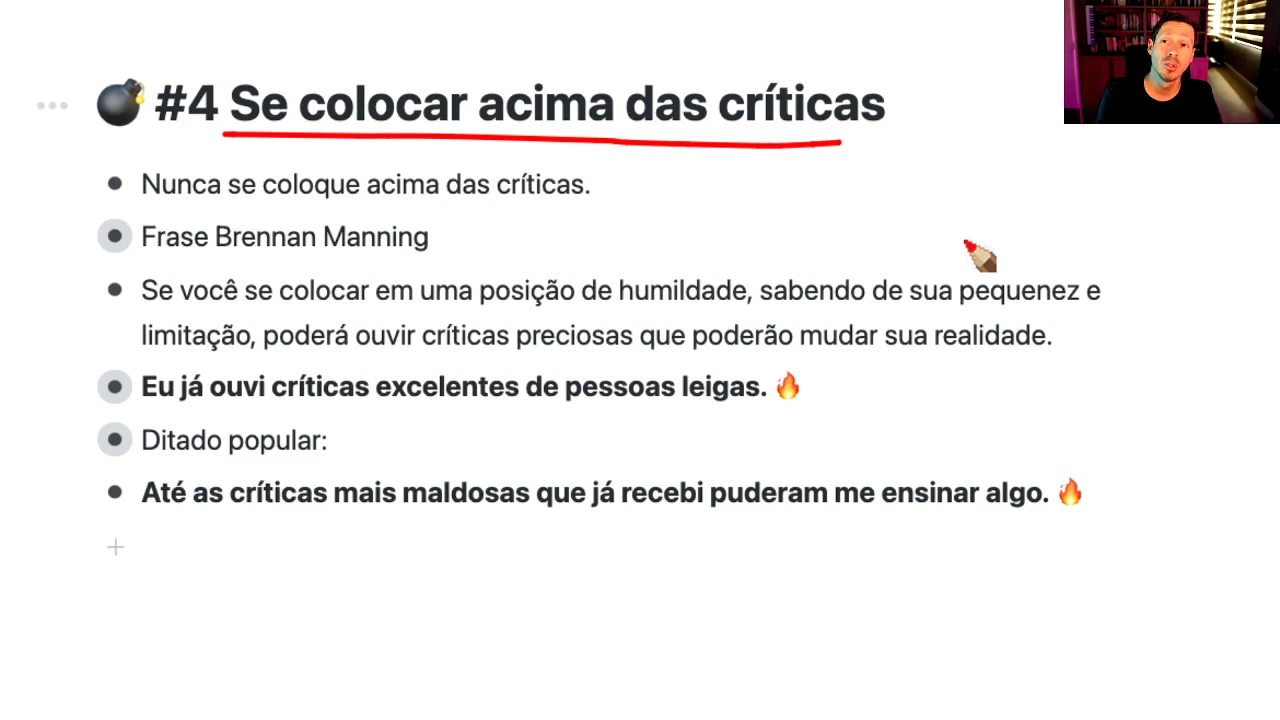 #4 Se colocar acima das críticas
Nunca se coloque acima das críticas.
Frase Brennan Manning
Se você se colocar em uma posição de humildade, sabendo de sua pequenez e
limitação, poderá ouvir críticas preciosas que poderão mudar sua realidade.
Eu já ouvi críticas excelentes de pessoas leigas. 🔥
Ditado popular:
Até as críticas mais maldosas que já recebi puderam me ensinar algo. 🔥